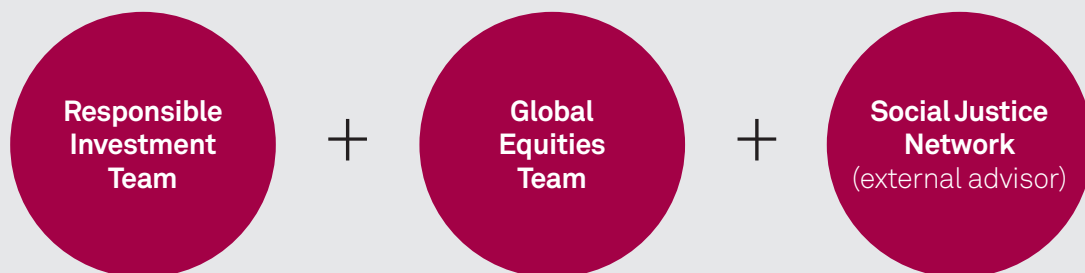 Responsible
Investment
Team
+
Global
Equities
Team
+
Social Justice
Network
(external advisor)